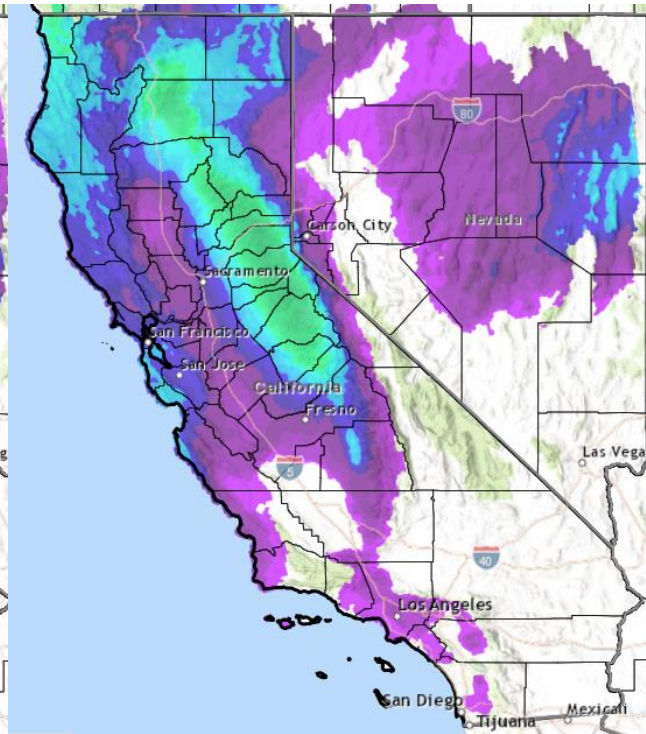 80
Nevada
Carson City
Sacramento
San Francisco
San Jose
California
Fresno
Las Vega
5
40
Los Angeles
San Diego
Tijuana
Mexicali